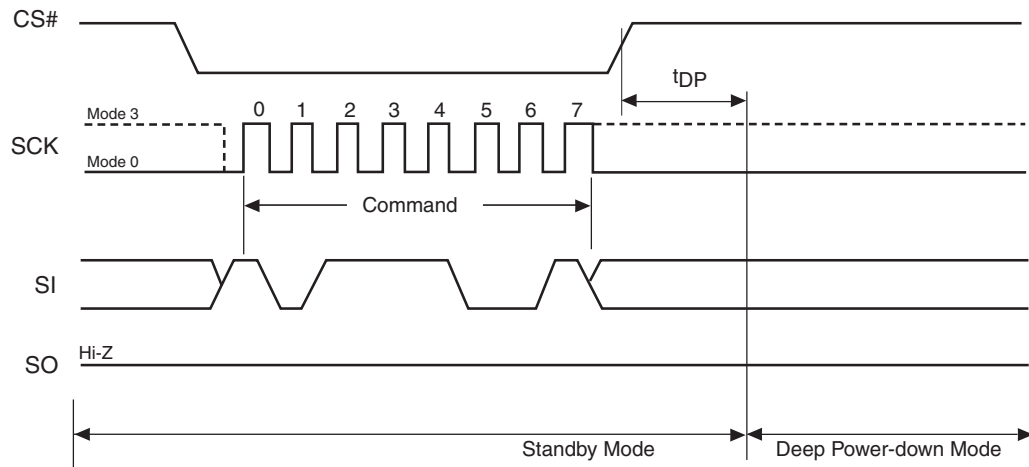 CS#
tDP
Mode 3
0 1 2 3 4 5 6 7
SCK
Mode 0
Command
SI
Hi-Z
SO
Standby Mode
Deep Power-down Mode